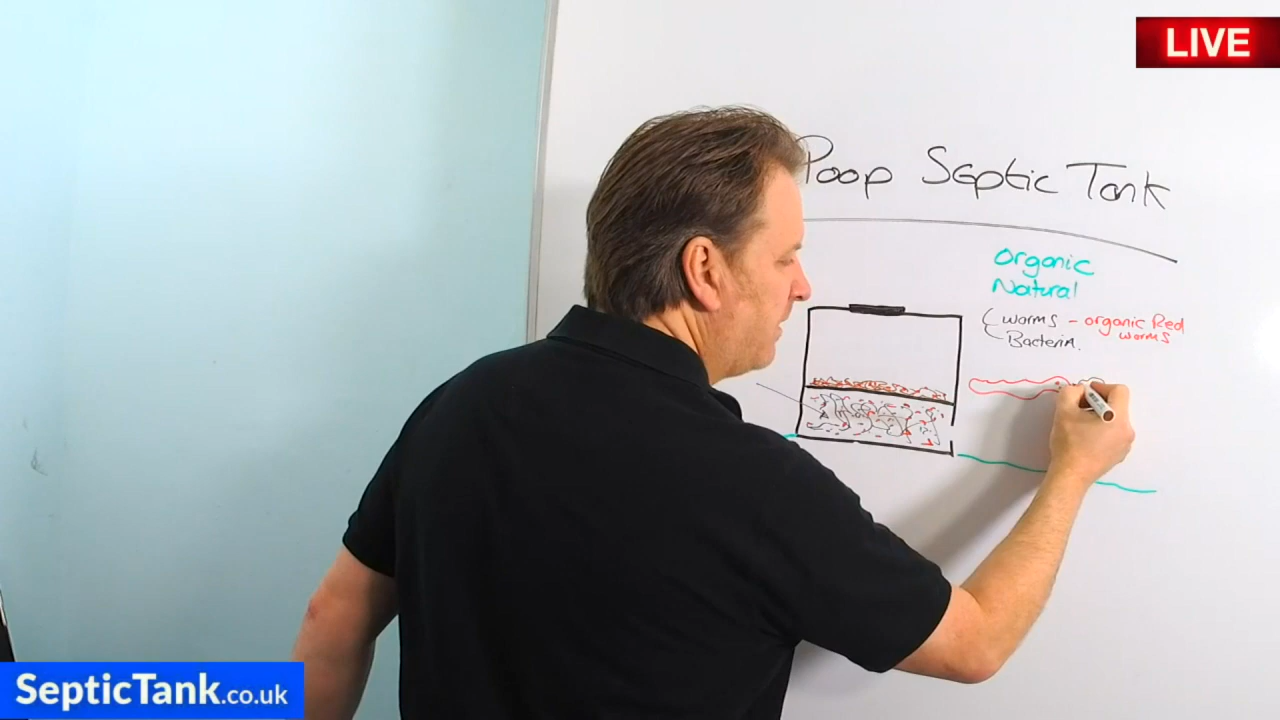 LIVE
Poop Septic Tank
Organic
Natural
worms - organic Red
worms
Bacteria.
SepticTank.co.uk